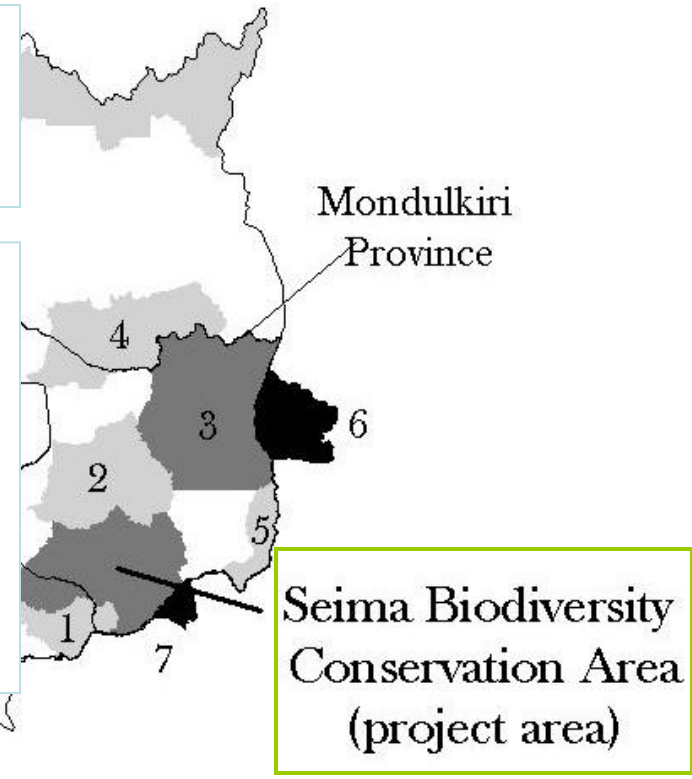 Mondulkiri
Province
4
3
6
2
5
1
7
Seima Biodiversity
Conservation Area
(project area)